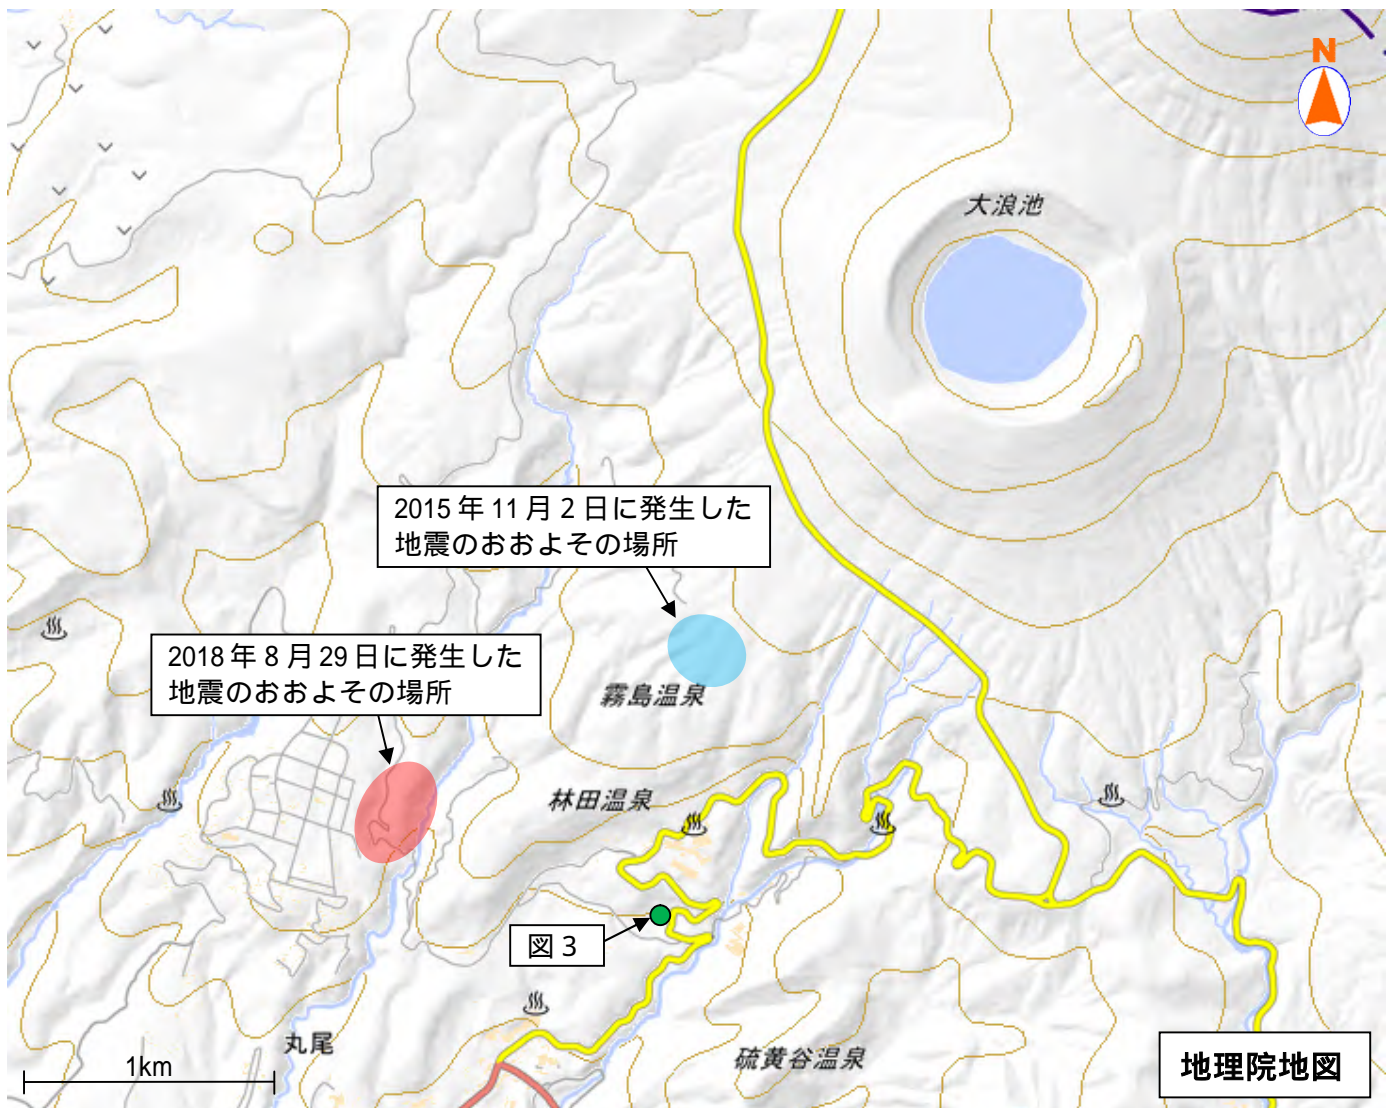 N
大浪池
2015年11月2日に発生した
地震のおおよその場所
2018年8月29日に発生した
地震のおおよその場所
霧島温泉
林田温泉
図3
丸尾
硫黄谷温泉
1km
地理院地図